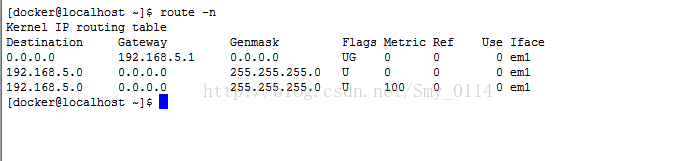 [docker@localhost ~]$ route -n
Kernel IP routing table
Destination     Gateway         Genmask         Flags Metric Ref    Use Iface
0.0.0.0         192.168.5.1     0.0.0.0         UG    0      0        0 em1
192.168.5.0     0.0.0.0         255.255.255.0   U     0      0        0 em1
192.168.5.0     0.0.0.0         255.255.255.0   U     100    0        0 em1
http://blog.csdn.net/Smy_0114
[docker@localhost ~]$